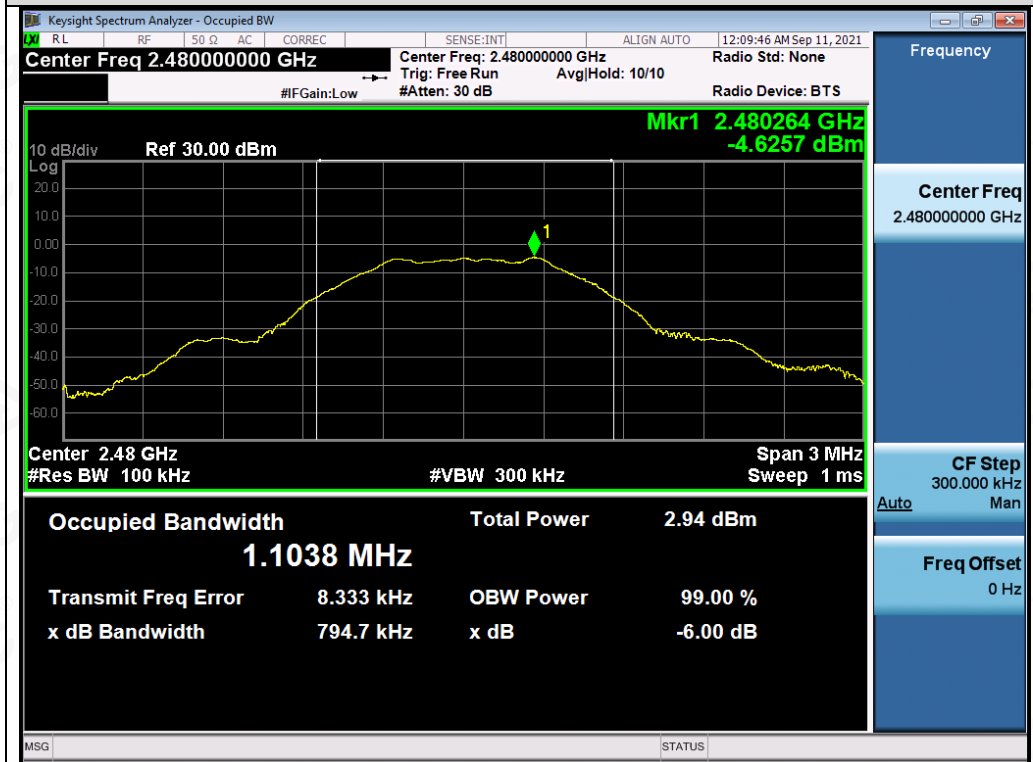 Keysight Spectrum Analyzer - Occupied BW
LXI RL RF 50 Ω AC CORREC SENSE:INT ALIGN AUTO 12:09:46 AM Sep 11, 2021
Center Freq 2.480000000 GHz
#IFGain:Low
Center Freq: 2.480000000 GHz
Trig: Free Run Avg|Hold: 10/10
#Atten: 30 dB
Radio Std: None
Radio Device: BTS
Mkr1 2.480264 GHz
-4.6257 dBm
10 dB/div Ref 30.00 dBm
Log
20.0
10.0
0.00
-10.0
-20.0
-30.0
-40.0
-50.0
-60.0
1
Center 2.48 GHz Span 3 MHz
#Res BW 100 kHz #VBW 300 kHz Sweep 1 ms
Occupied Bandwidth Total Power 2.94 dBm
1.1038 MHz
Transmit Freq Error 8.333 kHz OBW Power 99.00 %
x dB Bandwidth 794.7 kHz x dB -6.00 dB
Frequency
Center Freq
2.480000000 GHz
CF Step
300.000 kHz
Auto Man
Freq Offset
0 Hz
MSG STATUS